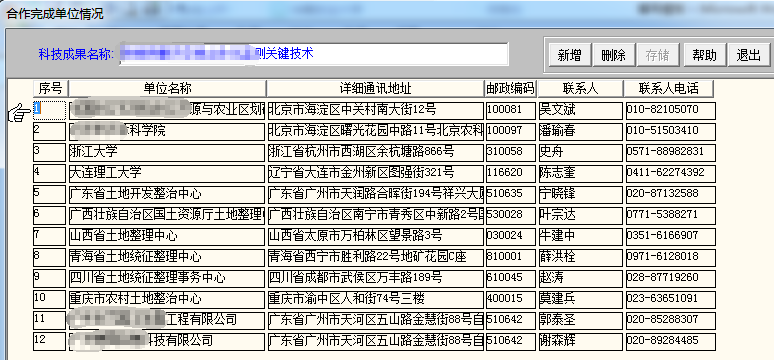 合作完成单位情况
科技成果名称: 测关键技术 新增 删除 存储 帮助 退出
序号 单位名称 详细通讯地址 邮政编码 联系人 联系人电话
1 源与农业区划 北京市海淀区中关村南大街12号 100081 吴文斌 010-82105070
2 科学院 北京市海淀区曙光花园中路11号北京农科 100097 潘瑜春 010-51503410
3 浙江大学 浙江省杭州市西湖区余杭塘路866号 310058 史舟 0571-88982831
4 大连理工大学 辽宁省大连市金州新区图强街321号 116620 陈志奎 0411-62274392
5 广东省土地开发整治中心 广东省广州市天润路合晖街194号祥兴大厦 510635 宁晓锋 020-87132588
6 广西壮族自治区国土资源厅土地整理 广西壮族自治区南宁市青秀区中新路2号 530028 叶宗达 0771-5388271
7 山西省土地整理中心 山西省太原市万柏林区望景路3号 030024 牛建中 0351-6166907
8 青海省土地统征整理中心 青海省西宁市胜利路22号地矿花园C座 810001 薛洪栓 0971-6128018
9 四川省土地统征整理事务中心 四川省成都市武侯区万丰路189号 610045 赵涛 028-87719260
10 重庆市农村土地整治中心 重庆市渝中区人和街74号三楼 400015 莫建兵 023-63651091
11 工程有限公司 广东省广州市天河区五山路金慧街88号自 510642 郭泰圣 020-85288307
12 科技有限公司 广东省广州市天河区五山路金慧街88号自 510642 谢森辉 020-89284485